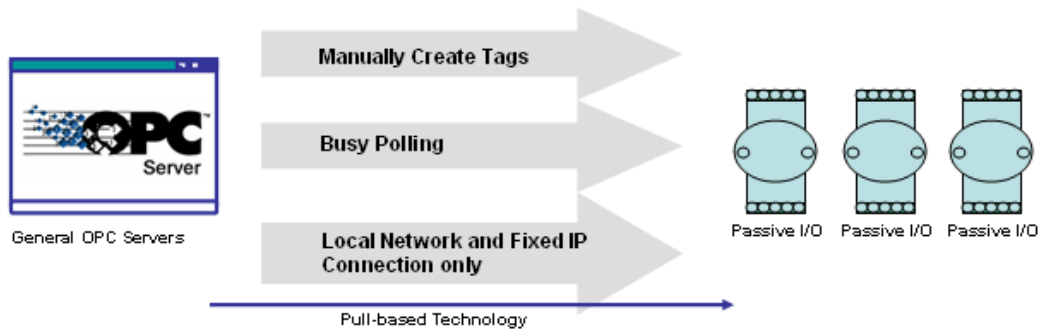 Manually Create Tags
OPC™
Server
Busy Polling
General OPC Servers
Local Network and Fixed IP
Connection only
Passive I/O Passive I/O Passive I/O
Pull-based Technology